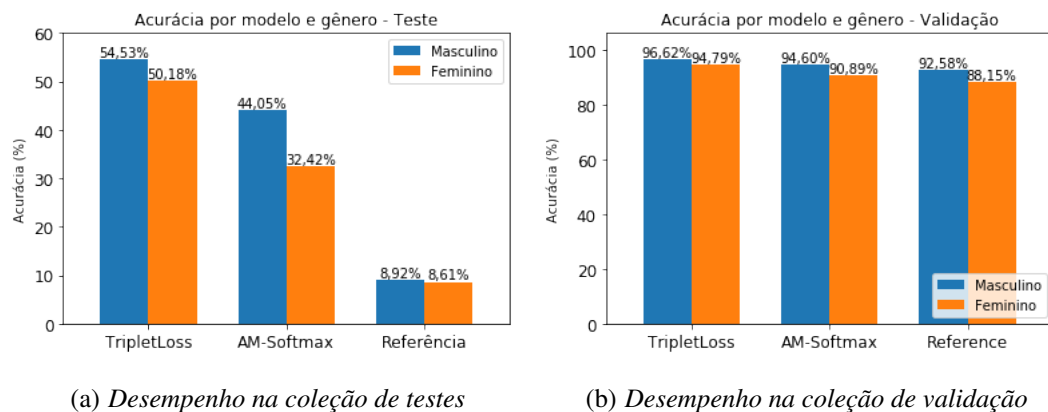 Acurácia por modelo e gênero - Teste
60
50
40
30
20
10
0
Acurácia (%)
54,53%
50,18%
44,05%
32,42%
8,92%
8,61%
Masculino
Feminino
TripletLoss
AM-Softmax
Referência
(a) Desempenho na coleção de testes
Acurácia por modelo e gênero - Validação
100
80
60
40
20
0
Acurácia (%)
96,62%
94,79%
94,60%
90,89%
92,58%
88,15%
Masculino
Feminino
TripletLoss
AM-Softmax
Reference
(b) Desempenho na coleção de validação